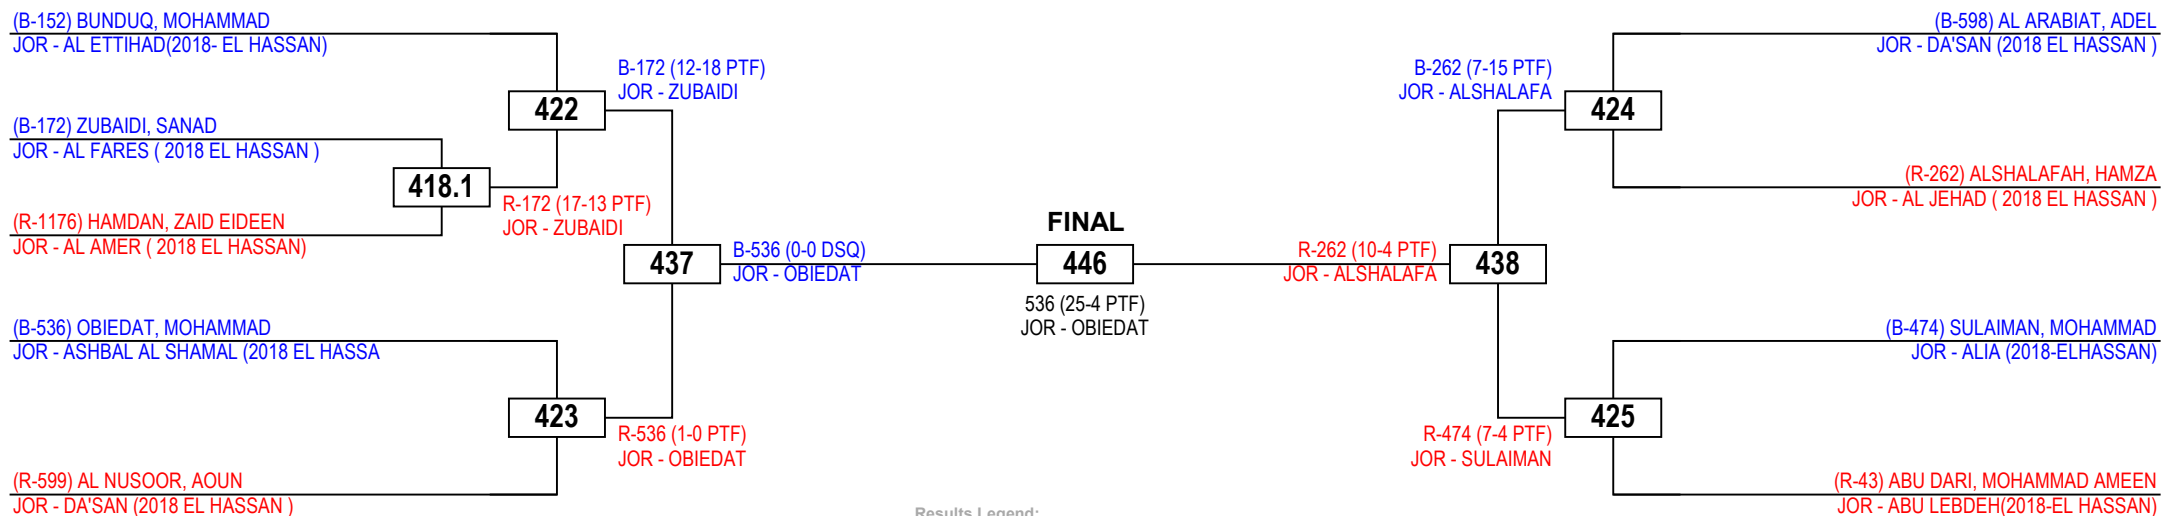 (B-152) BUNDUQ, MOHAMMAD
JOR - AL ETTIHAD(2018- EL HASSAN)
(B-172) ZUBAIDI, SANAD
JOR - AL FARES ( 2018 EL HASSAN )
(R-1176) HAMDAN, ZAID EIDEEN
JOR - AL AMER ( 2018 EL HASSAN)
(B-536) OBIEDAT, MOHAMMAD
JOR - ASHBAL AL SHAMAL (2018 EL HASSA
(R-599) AL NUSOOR, AOUN
JOR - DA'SAN (2018 EL HASSAN )
418.1
422
423
R-172 (17-13 PTF)
JOR - ZUBAIDI
B-172 (12-18 PTF)
JOR - ZUBAIDI
R-536 (1-0 PTF)
JOR - OBIEDAT
437
B-536 (0-0 DSQ)
JOR - OBIEDAT
FINAL
446
536 (25-4 PTF)
JOR - OBIEDAT
R-262 (10-4 PTF)
JOR - ALSHALAFA
438
B-262 (7-15 PTF)
JOR - ALSHALAFA
R-474 (7-4 PTF)
JOR - SULAIMAN
424
425
(B-598) AL ARABIAT, ADEL
JOR - DA'SAN (2018 EL HASSAN )
(R-262) ALSHALAFAH, HAMZA
JOR - AL JEHAD ( 2018 EL HASSAN )
(B-474) SULAIMAN, MOHAMMAD
JOR - ALIA (2018-ELHASSAN)
(R-43) ABU DARI, MOHAMMAD AMEEN
JOR - ABU LEBDEH(2018-EL HASSAN)
Results Legend: